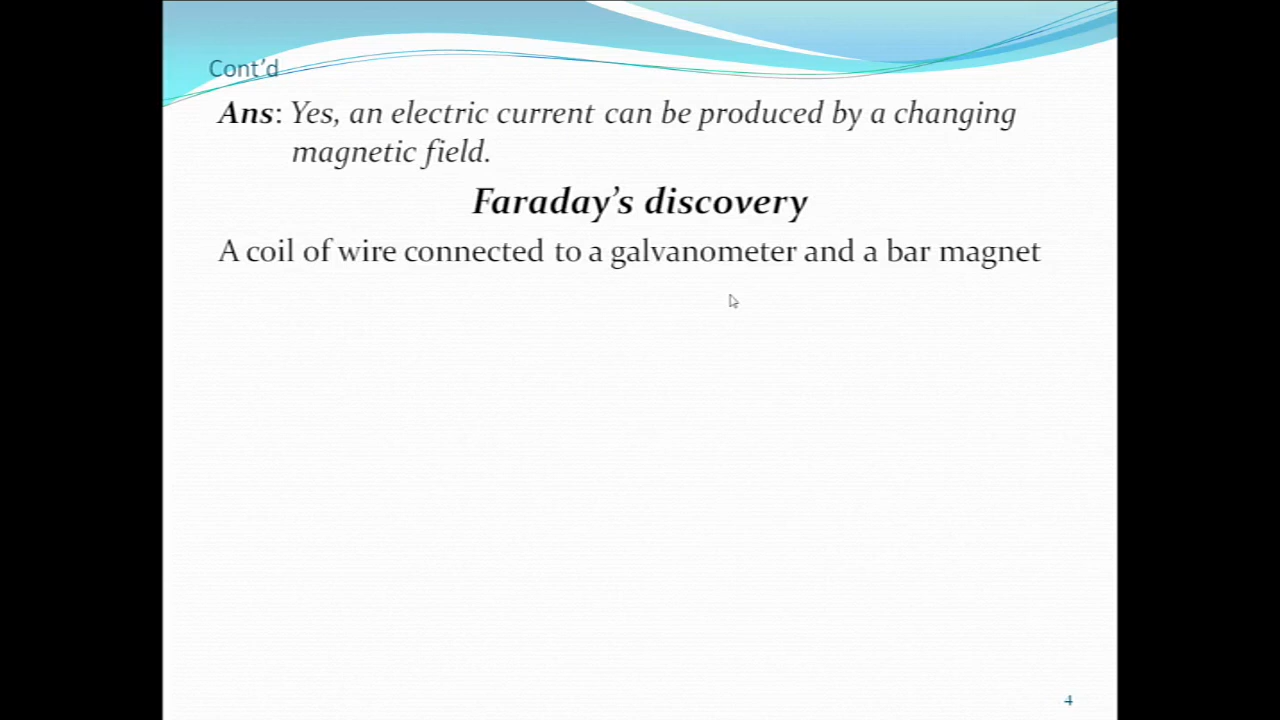 Cont’d
Ans: Yes, an electric current can be produced by a changing
magnetic field.
Faraday’s discovery
A coil of wire connected to a galvanometer and a bar magnet
4